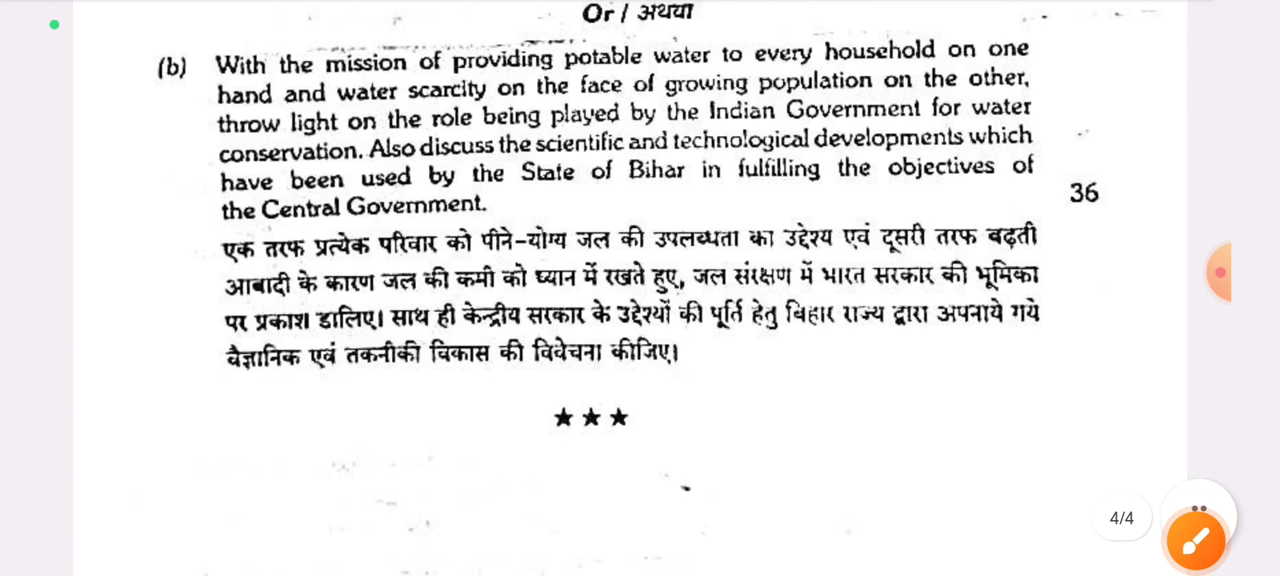 Or / अथवा
(b) With the mission of providing potable water to every household on one
hand and water scarcity on the face of growing population on the other,
throw light on the role being played by the Indian Government for water
conservation. Also discuss the scientific and technological developments which
have been used by the State of Bihar in fulfilling the objectives of
the Central Government.
36
एक तरफ प्रत्येक परिवार को पीने-योग्य जल की उपलब्धता का उद्देश्य एवं दूसरी तरफ बढ़ती
आबादी के कारण जल की कमी को ध्यान में रखते हुए, जल संरक्षण में भारत सरकार की भूमिका
पर प्रकाश डालिए। साथ ही केन्द्रीय सरकार के उद्देश्यों की पूर्ति हेतु बिहार राज्य द्वारा अपनाये गये
वैज्ञानिक एवं तकनीकी विकास की विवेचना कीजिए।
★ ★ ★
4/4